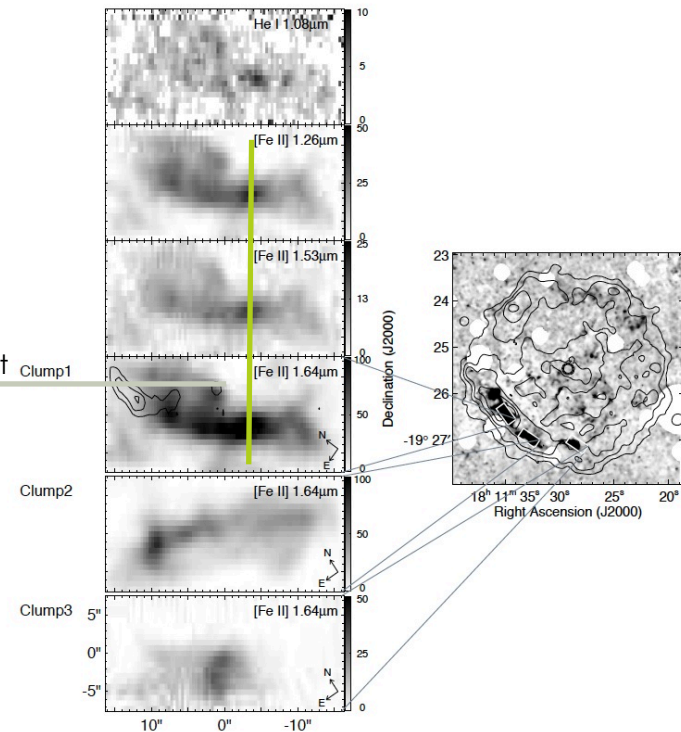 He I 1.08μm
10
5
0
[Fe II] 1.26μm
50
25
0
[Fe II] 1.53μm
25
13
0
t
Clump1
[Fe II] 1.64μm
100
50
0
N
E
Clump2
[Fe II] 1.64μm
100
50
0
N
E
Clump3
[Fe II] 1.64μm
50
25
0
N
E
5"
0"
-5"
10"
0"
-10"
Declination (J2000)
23
24
25
26
-19° 27'
18ʰ 11ᵐ 35ˢ
30ˢ
25ˢ
20ˢ
Right Ascension (J2000)